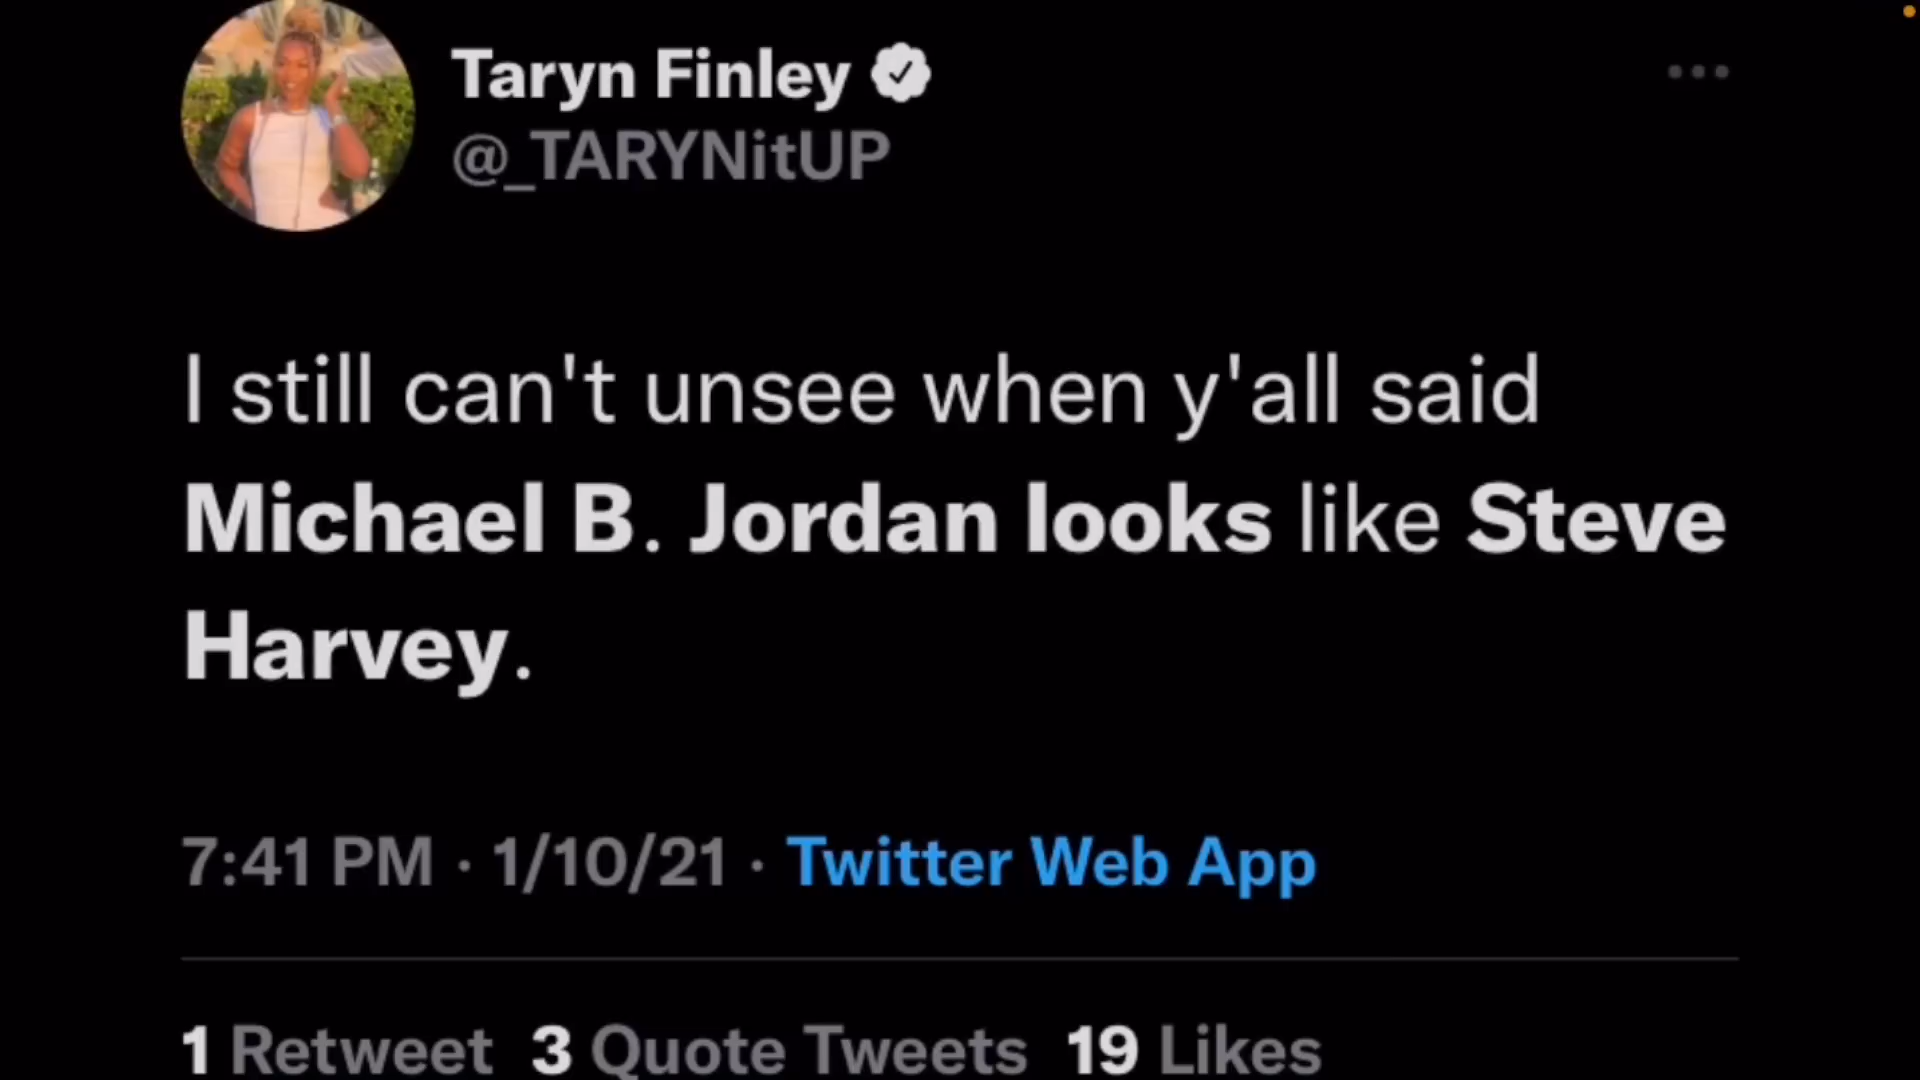 Taryn Finley
@_TARYNitUP
I still can't unsee when y'all said
Michael B. Jordan looks like Steve
Harvey.
7:41 PM · 1/10/21 · Twitter Web App
1 Retweet 3 Quote Tweets 19 Likes